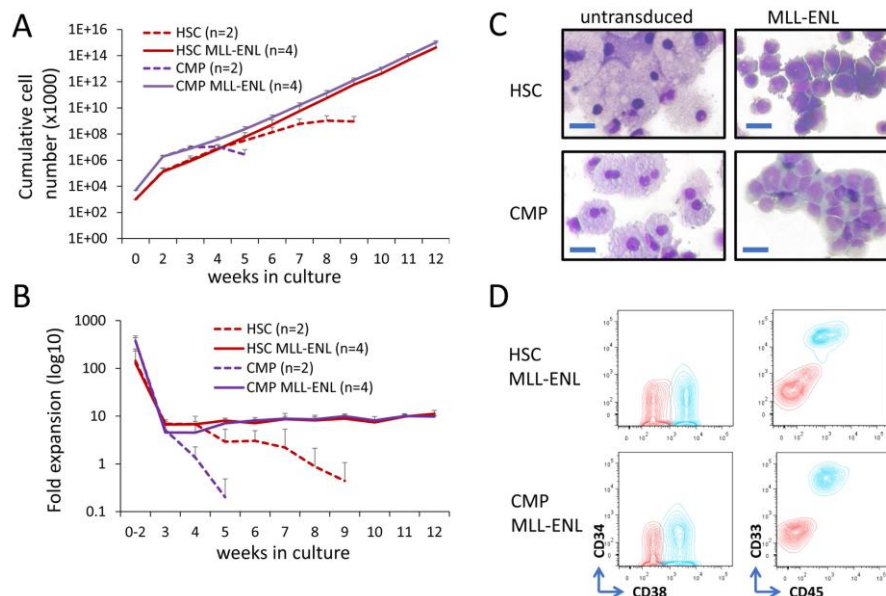 A
1E+16
1E+14
1E+12
1E+10
1E+08
1E+06
1E+04
1E+02
1E+00
Cumulative cell
number (x1000)
HSC (n=2)
HSC MLL-ENL (n=4)
CMP (n=2)
CMP MLL-ENL (n=4)
0 2 3 4 5 6 7 8 9 10 11 12
weeks in culture
B
1000
100
10
1
0.1
Fold expansion (log10)
HSC (n=2)
HSC MLL-ENL (n=4)
CMP (n=2)
CMP MLL-ENL (n=4)
0-2 3 4 5 6 7 8 9 10 11 12
weeks in culture
C
untransduced MLL-ENL
HSC
CMP
D
HSC
MLL-ENL
CMP
MLL-ENL
CD34
CD38
CD33
CD45